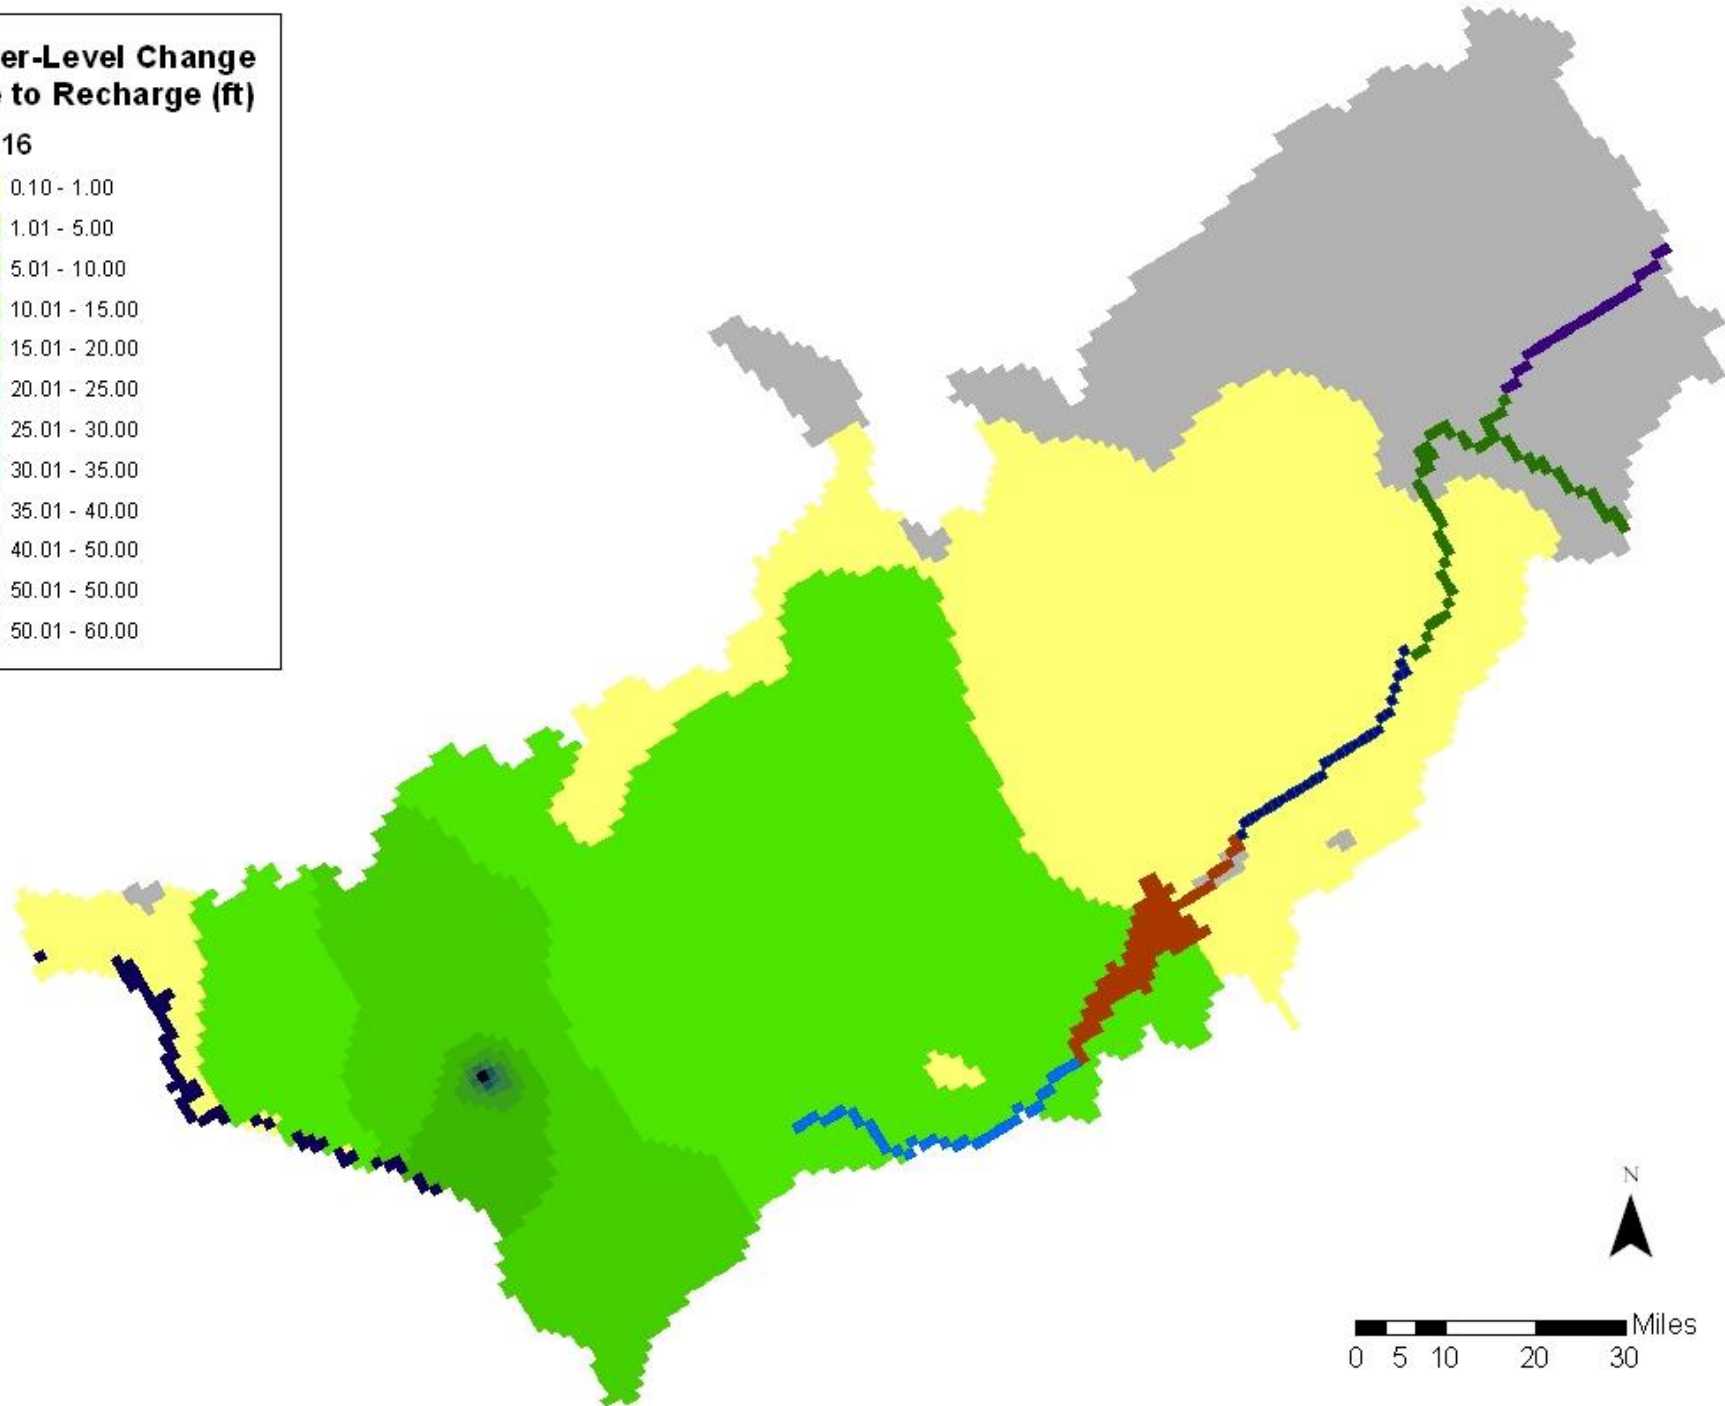 er-Level Change
e to Recharge (ft)
16
0.10 - 1.00
1.01 - 5.00
5.01 - 10.00
10.01 - 15.00
15.01 - 20.00
20.01 - 25.00
25.01 - 30.00
30.01 - 35.00
35.01 - 40.00
40.01 - 50.00
50.01 - 50.00
50.01 - 60.00
N
Miles
0 5 10 20 30